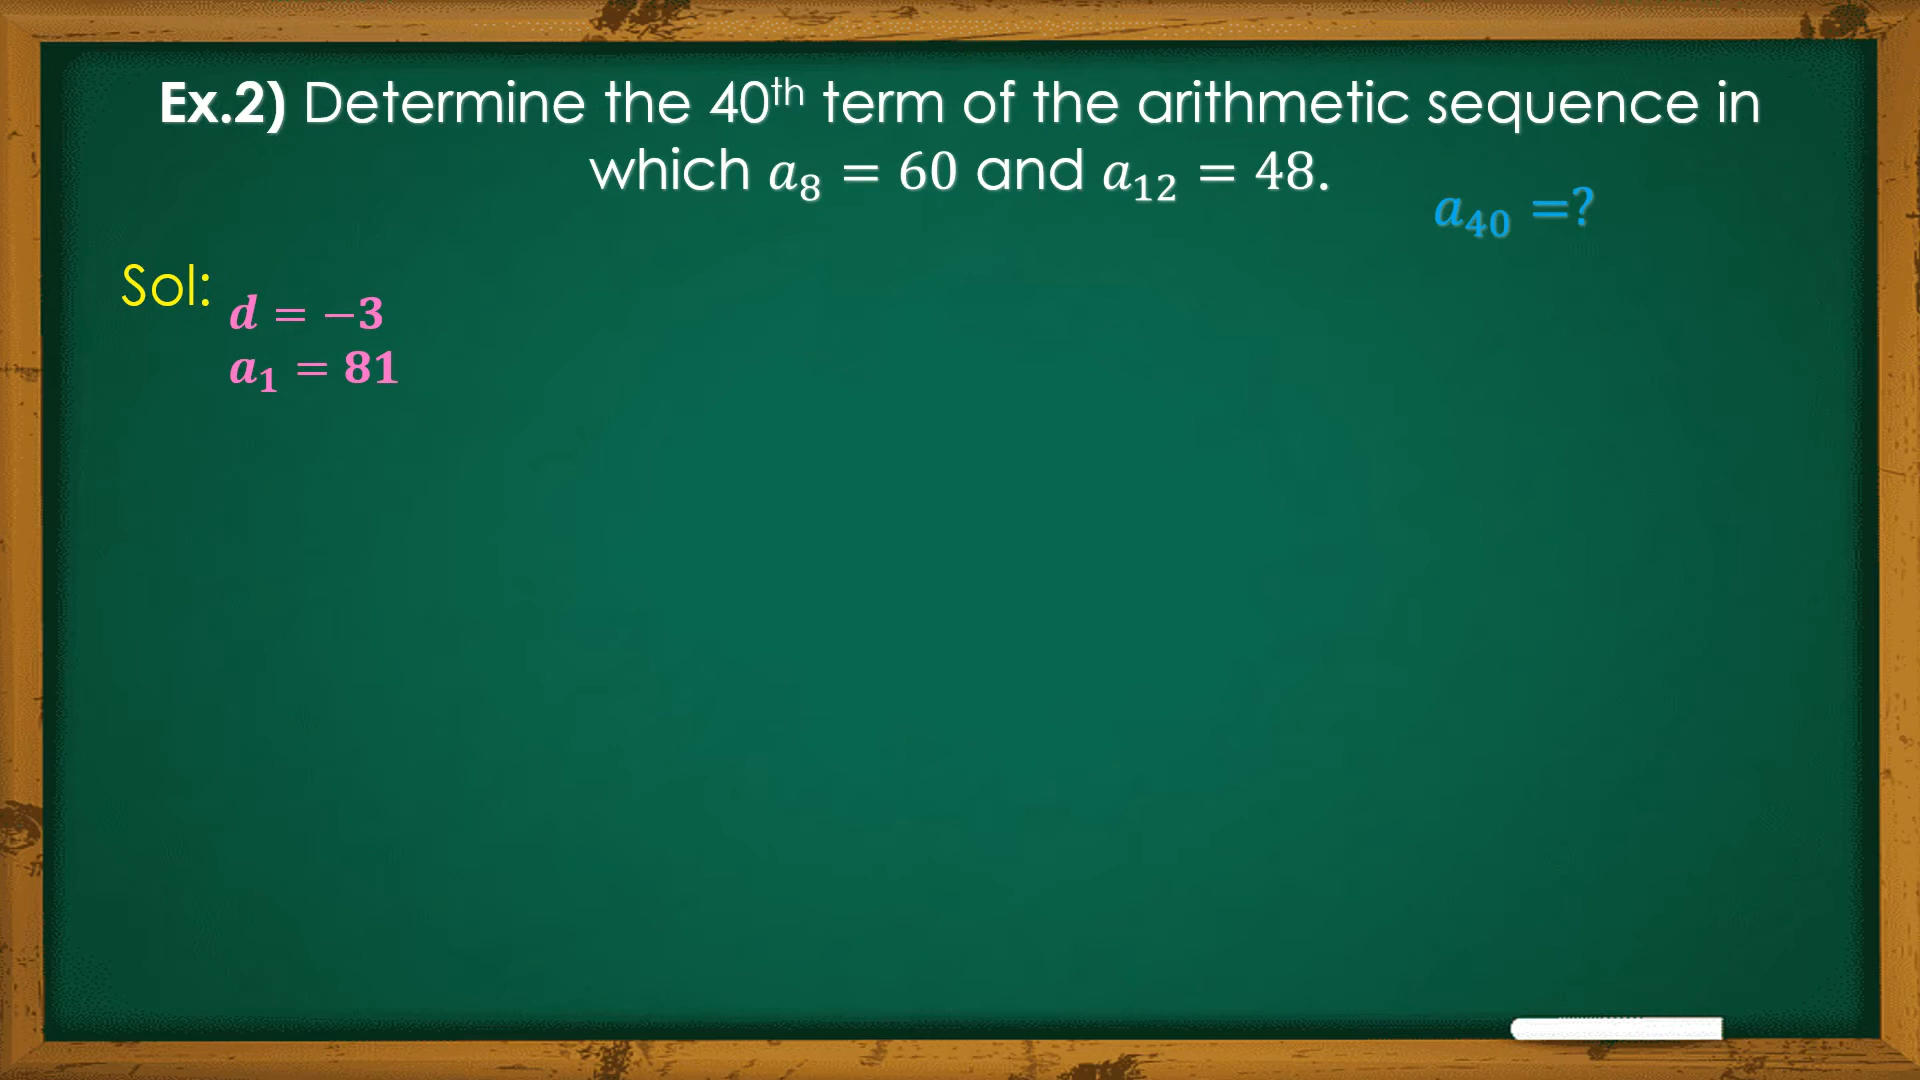 Ex.2) Determine the 40th term of the arithmetic sequence in
which a₈ = 60 and a₁₂ = 48.
a₄₀ =?
Sol:
d = −3
a₁ = 81